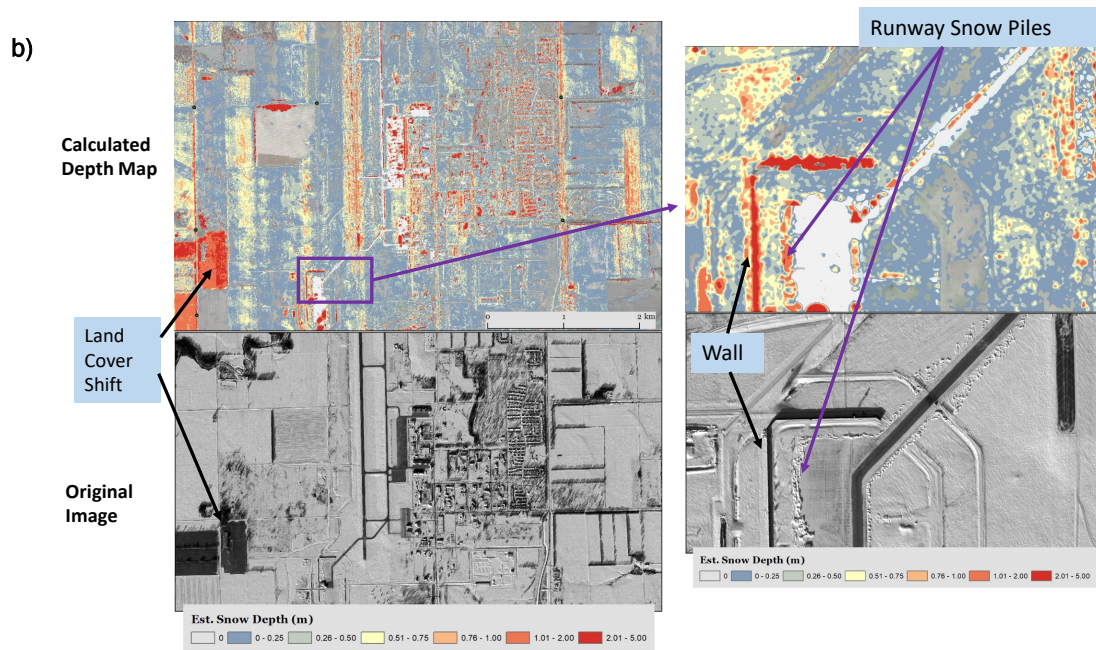 b)
Runway Snow Piles
Calculated
Depth Map
0 1 2 km
Land
Cover
Shift
Wall
Original
Image
Est. Snow Depth (m)
0 0 - 0.25 0.26 - 0.50 0.51 - 0.75 0.76 - 1.00 1.01 - 2.00 2.01 - 5.00
Est. Snow Depth (m)
0 0 - 0.25 0.26 - 0.50 0.51 - 0.75 0.76 - 1.00 1.01 - 2.00 2.01 - 5.00